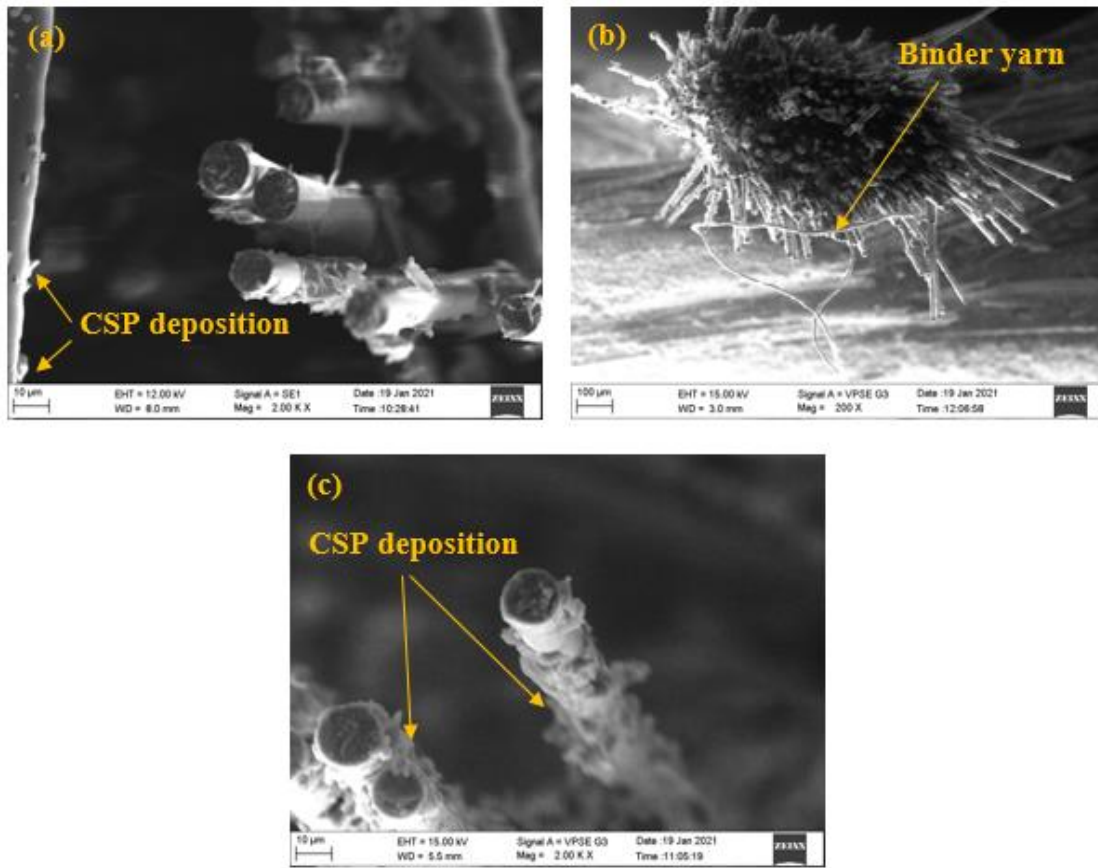 (a)
CSP deposition
10 µm
EHT = 12.00 kV
WD = 8.0 mm
Signal A = SE1
Mag = 2.00 K X
Date :19 Jan 2021
Time :10:28:41
ZEISS
(b)
Binder yarn
100 µm
EHT = 15.00 kV
WD = 3.0 mm
Signal A = VPSE G3
Mag = 200 X
Date :19 Jan 2021
Time :12:06:58
ZEISS
(c)
CSP deposition
10 µm
EHT = 15.00 kV
WD = 5.5 mm
Signal A = VPSE G3
Mag = 2.00 K X
Date :19 Jan 2021
Time :11:05:19
ZEISS